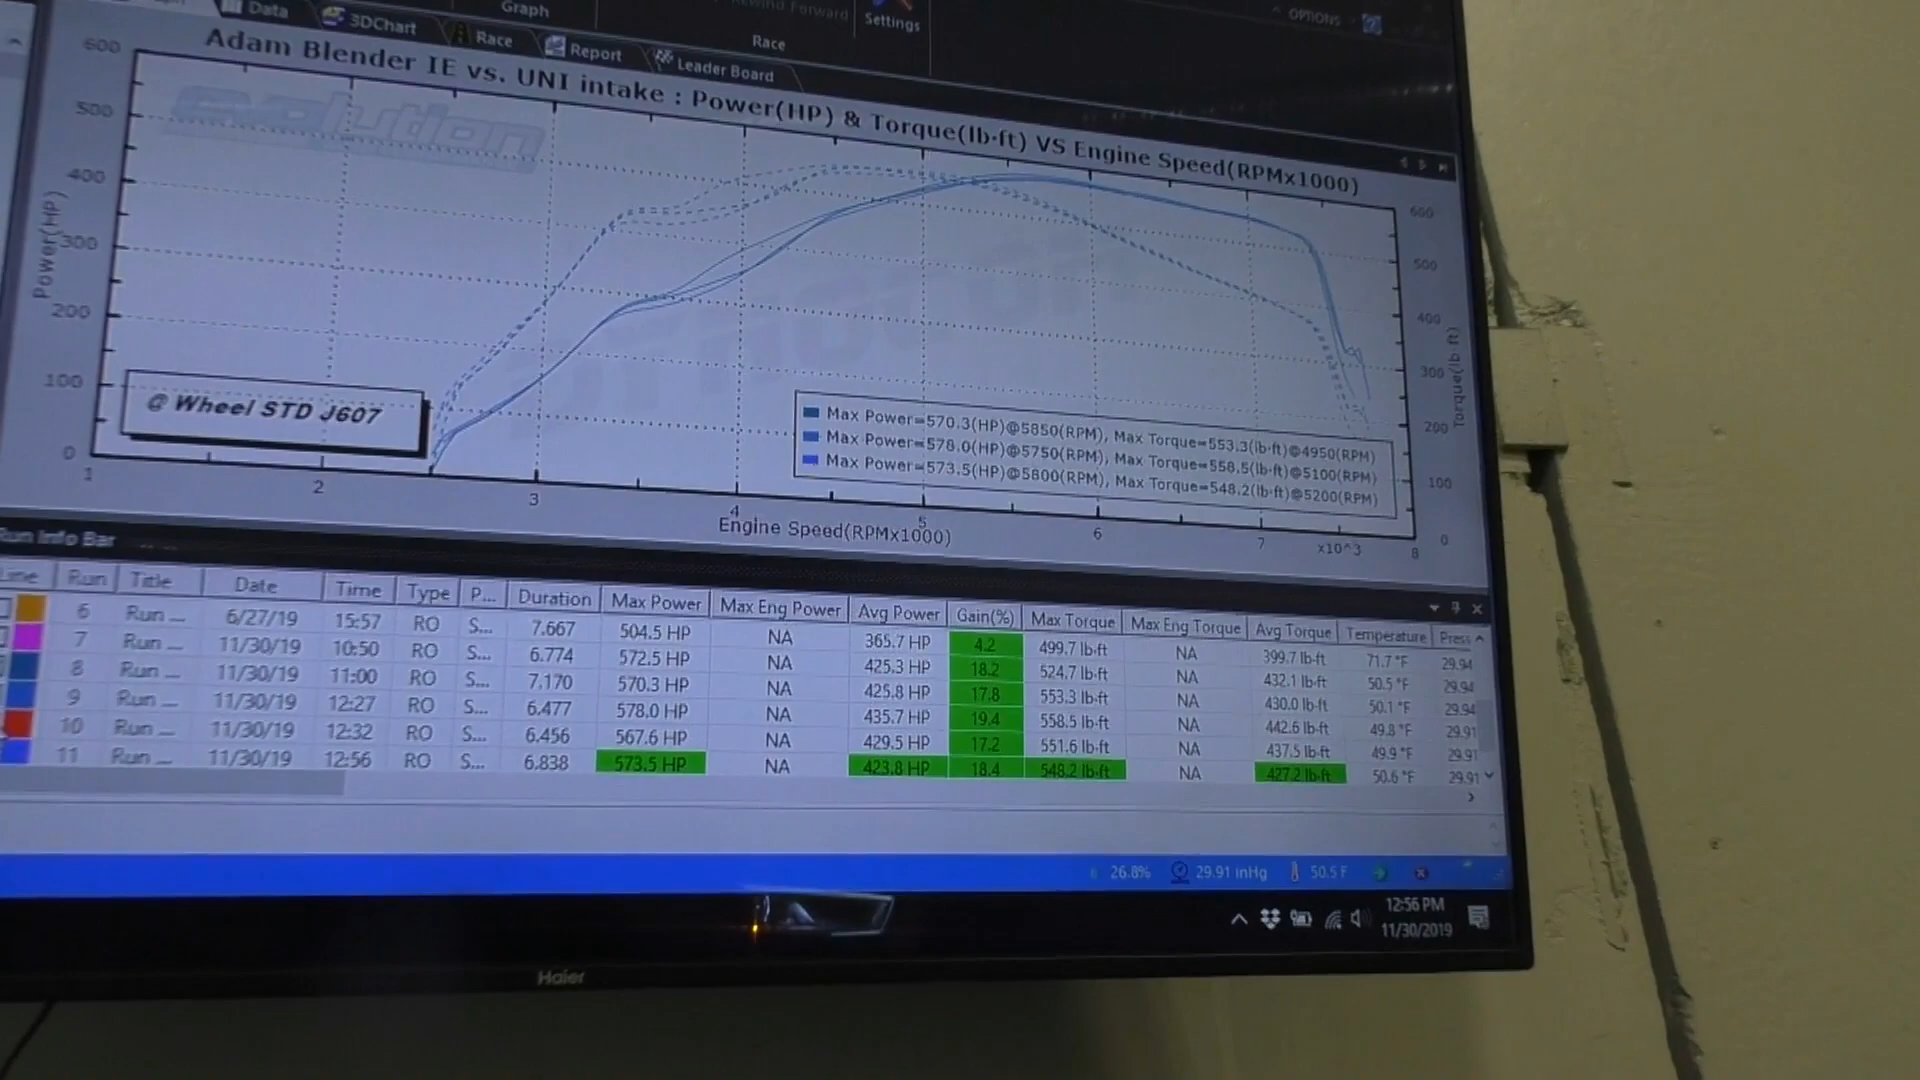 Graph
Rewind Forward
Settings
OPTIONS
Data
3DChart
Race
Report
Leader Board
Race
Adam Blender IE vs. UNI intake : Power(HP) & Torque(lb·ft) VS Engine Speed(RPMx1000)
evolution
600
500
400
300
200
100
0
Power(HP)
600
500
400
300
200
100
0
Torque(lb·ft)
@ Wheel STD J607
Max Power=570.3(HP)@5850(RPM), Max Torque=553.3(lb·ft)@4950(RPM)
Max Power=578.0(HP)@5750(RPM), Max Torque=558.5(lb·ft)@5100(RPM)
Max Power=573.5(HP)@5800(RPM), Max Torque=548.2(lb·ft)@5200(RPM)
1 2 3 4 5 6 7 x10^3 8
Engine Speed(RPMx1000)
Run Info Bar
Line Run Title Date Time Type P... Duration Max Power Max Eng Power Avg Power Gain(%) Max Torque Max Eng Torque Avg Torque Temperature Press
6 Run ... 6/27/19 15:57 RO S... 7.667 504.5 HP NA 365.7 HP 4.2 499.7 lb·ft NA 399.7 lb·ft 71.7 °F 29.94
7 Run ... 11/30/19 10:50 RO S... 6.774 572.5 HP NA 425.3 HP 18.2 524.7 lb·ft NA 432.1 lb·ft 50.5 °F 29.94
8 Run ... 11/30/19 11:00 RO S... 7.170 570.3 HP NA 425.8 HP 17.8 553.3 lb·ft NA 430.0 lb·ft 50.1 °F 29.94
9 Run ... 11/30/19 12:27 RO S... 6.477 578.0 HP NA 435.7 HP 19.4 558.5 lb·ft NA 442.6 lb·ft 49.8 °F 29.91
10 Run ... 11/30/19 12:32 RO S... 6.456 567.6 HP NA 429.5 HP 17.2 551.6 lb·ft NA 437.5 lb·ft 49.9 °F 29.91
11 Run ... 11/30/19 12:56 RO S... 6.838 573.5 HP NA 423.8 HP 18.4 548.2 lb·ft NA 427.2 lb·ft 50.6 °F 29.91
26.8% 29.91 inHg 50.5 F
12:56 PM
11/30/2019
Haier